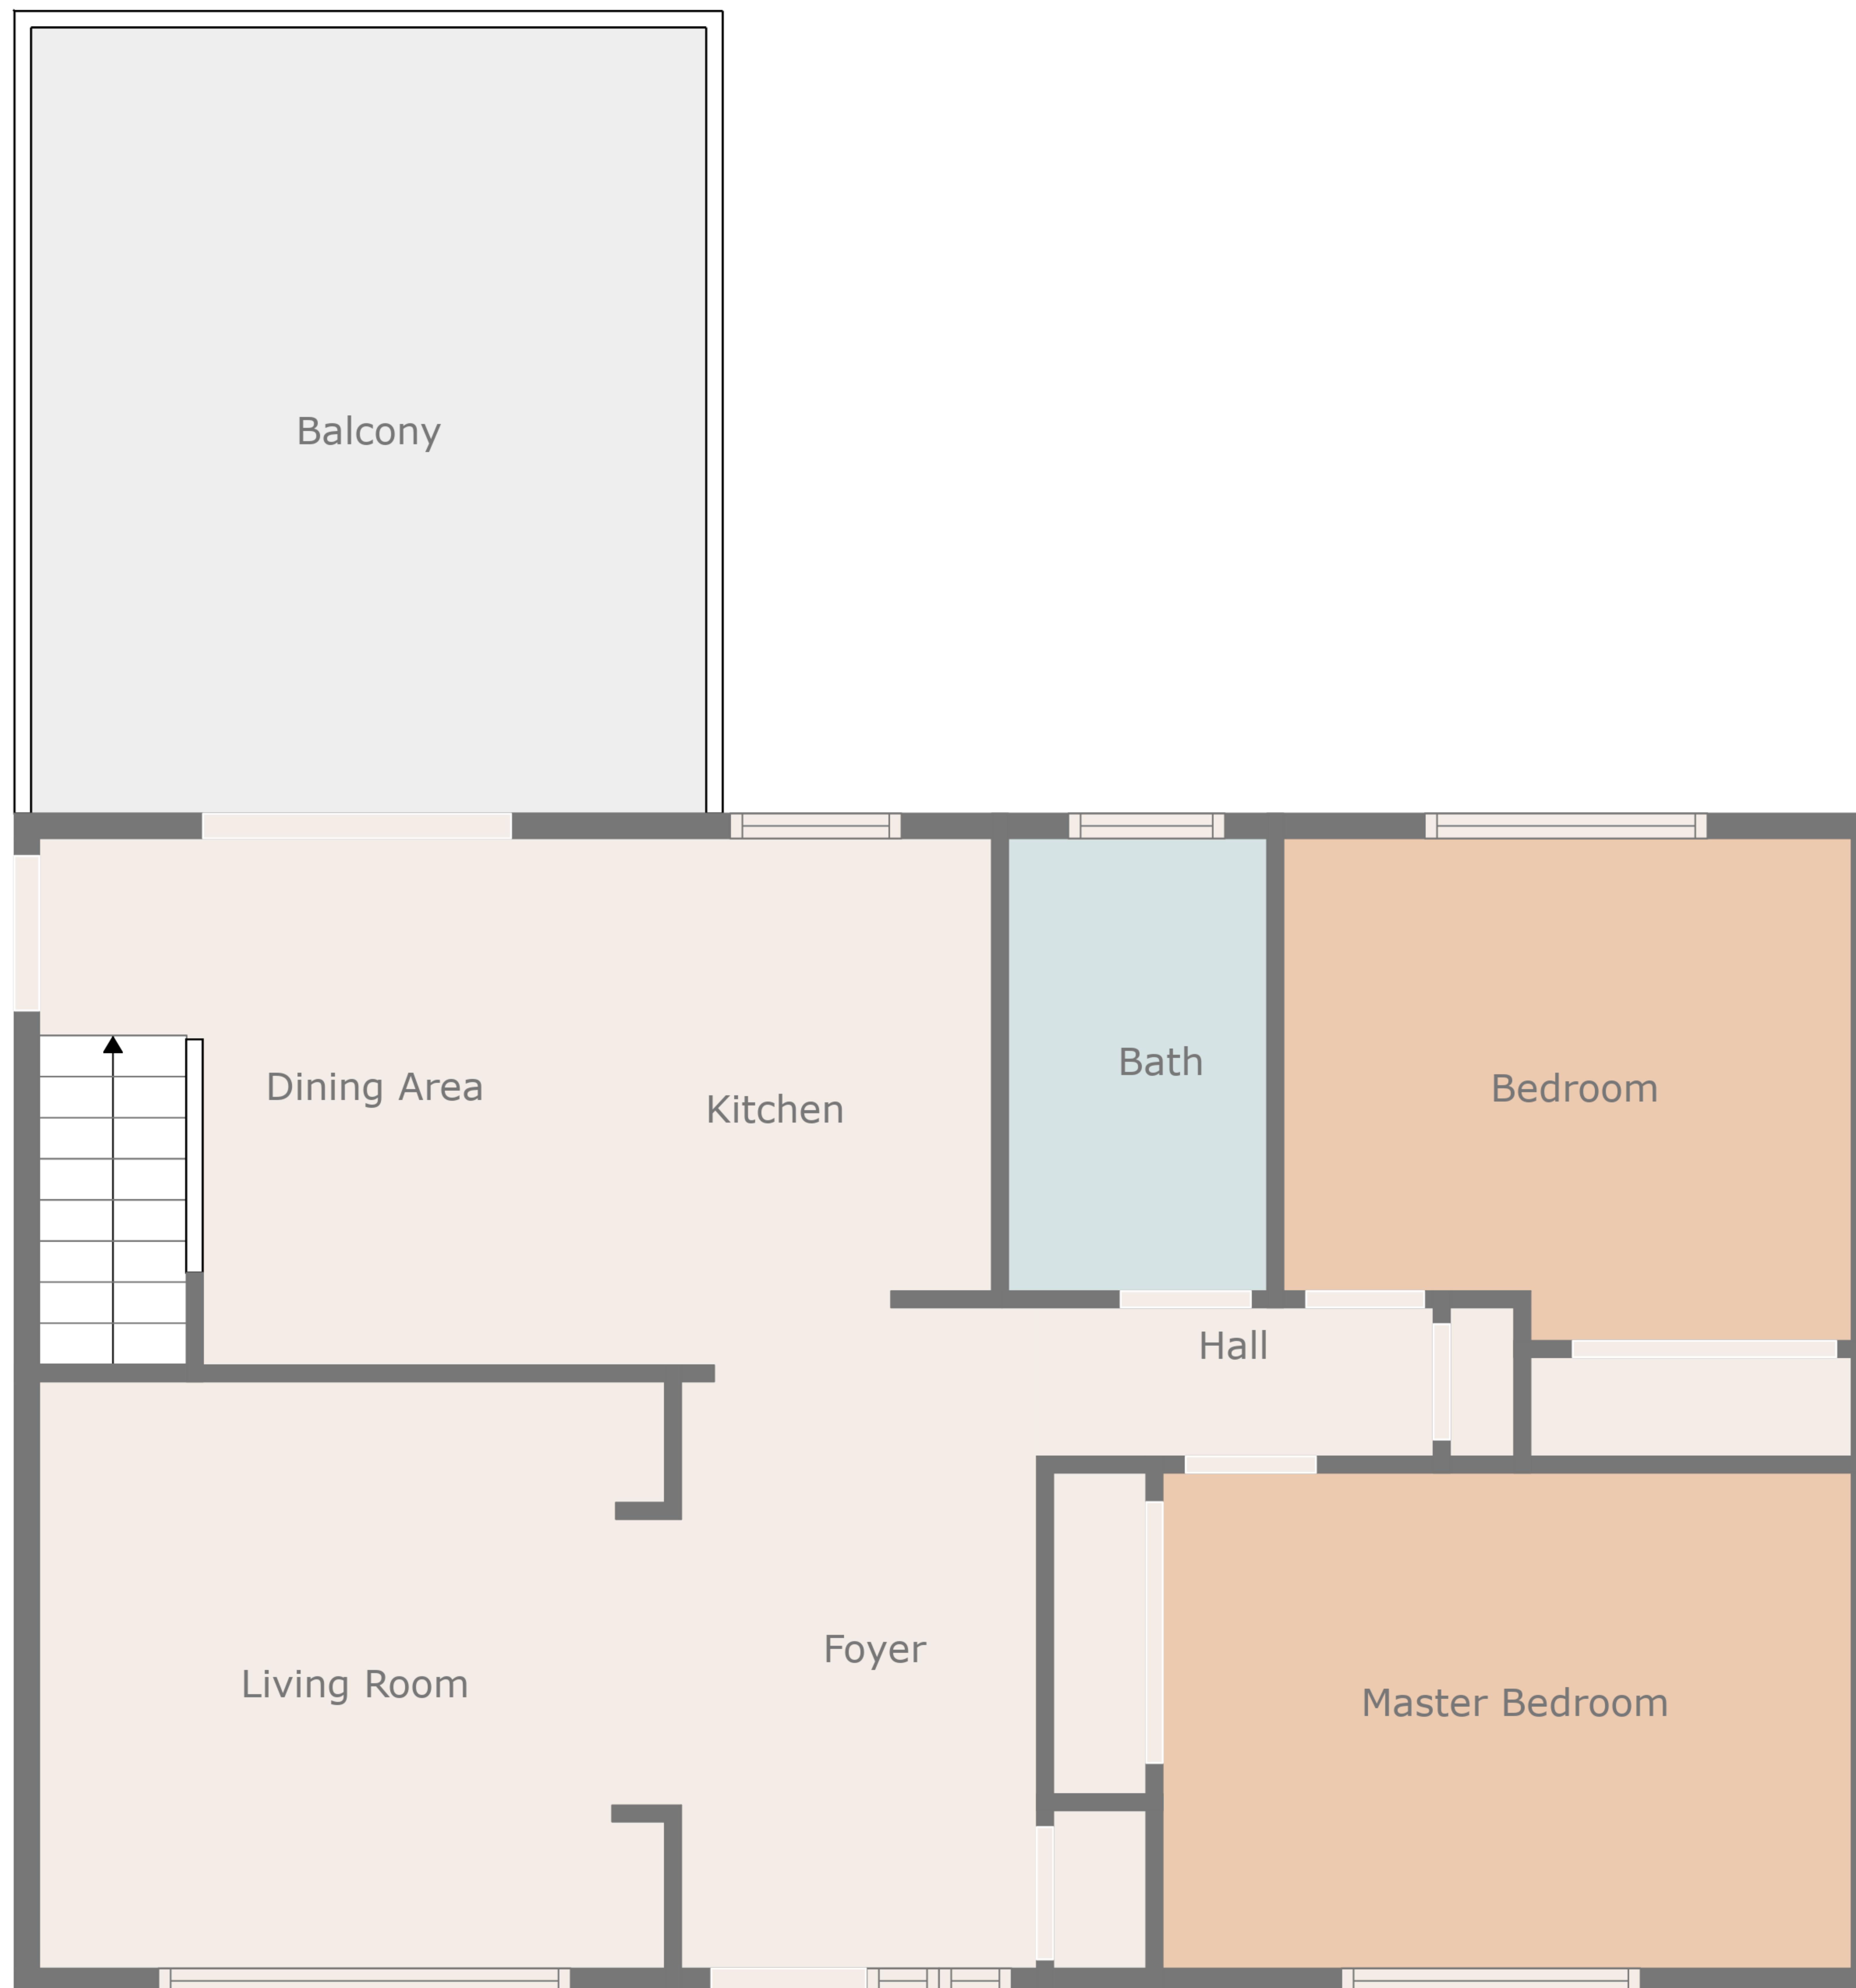 Balcony
Dining Area
Kitchen
Bath
Bedroom
Hall
Living Room
Foyer
Master Bedroom